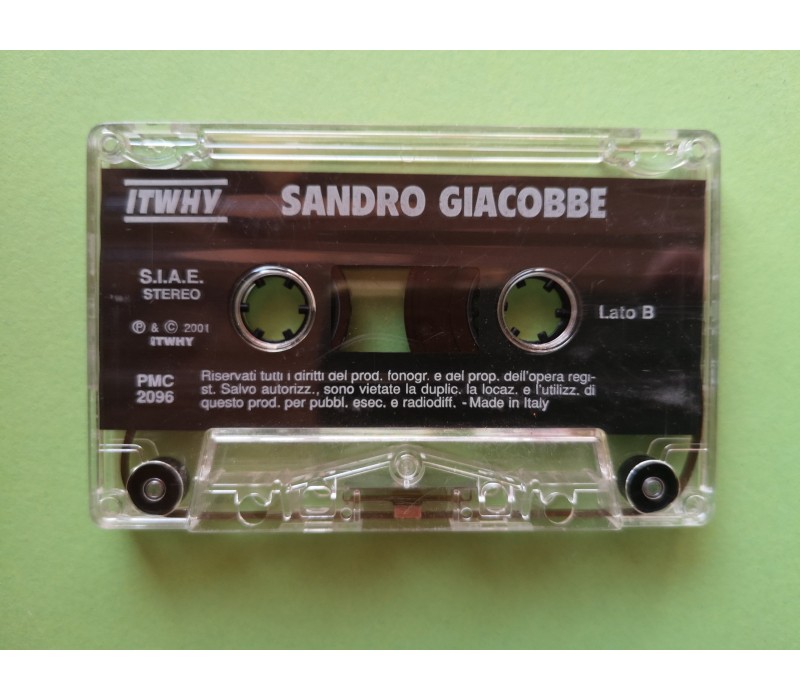 ITWHY
SANDRO GIACOBBE
S.I.A.E.
STEREO
Lato B
Ⓟ & © 2001
ITWHY
PMC
2096
Riservati tutti i diritti del prod. fonogr. e del prop. dell'opera regi-
st. Salvo autorizz., sono vietate la duplic. la locaz. e l'utilizz. di
questo prod. per pubbl. esec. e radiodiff. - Made in Italy